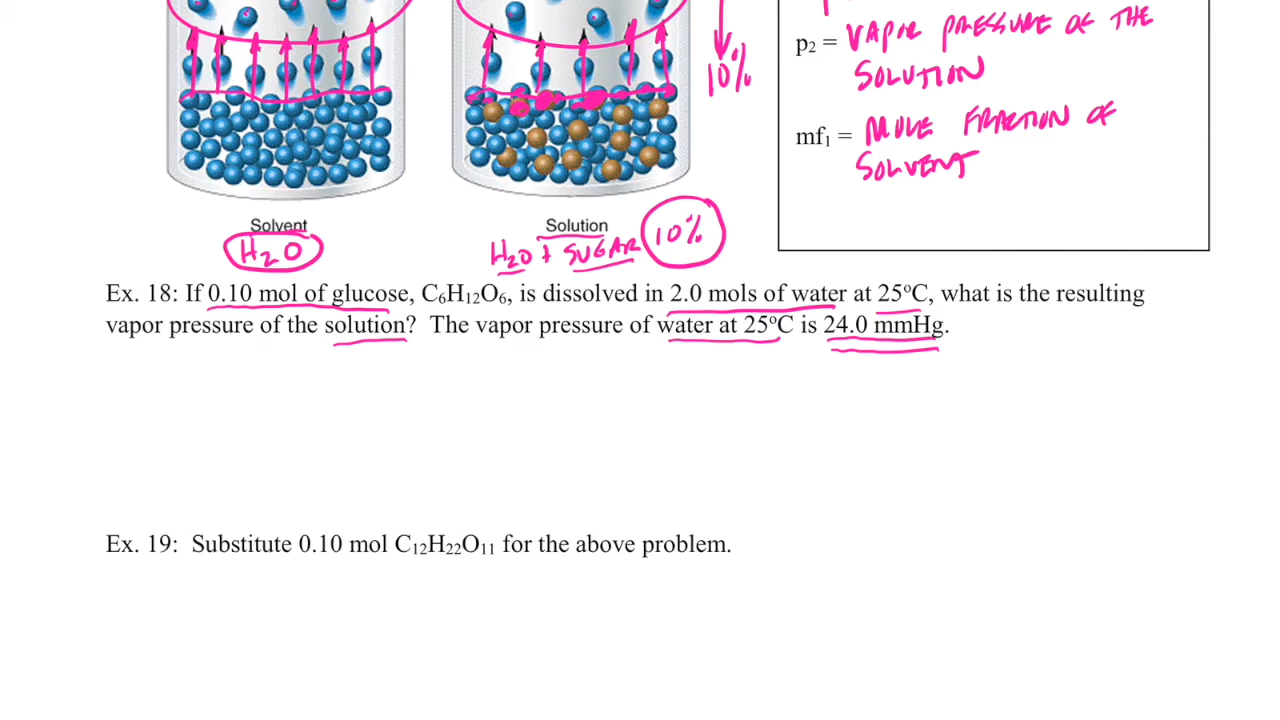 p₂ = VAPOR PRESSURE OF THE
SOLUTION
10%
mf₁ = MOLE FRACTION OF
SOLVENT
Solvent
H₂O
Solution
H₂O + SUGAR 10%
Ex. 18: If 0.10 mol of glucose, C₆H₁₂O₆, is dissolved in 2.0 mols of water at 25°C, what is the resulting
vapor pressure of the solution? The vapor pressure of water at 25°C is 24.0 mmHg.
Ex. 19: Substitute 0.10 mol C₁₂H₂₂O₁₁ for the above problem.